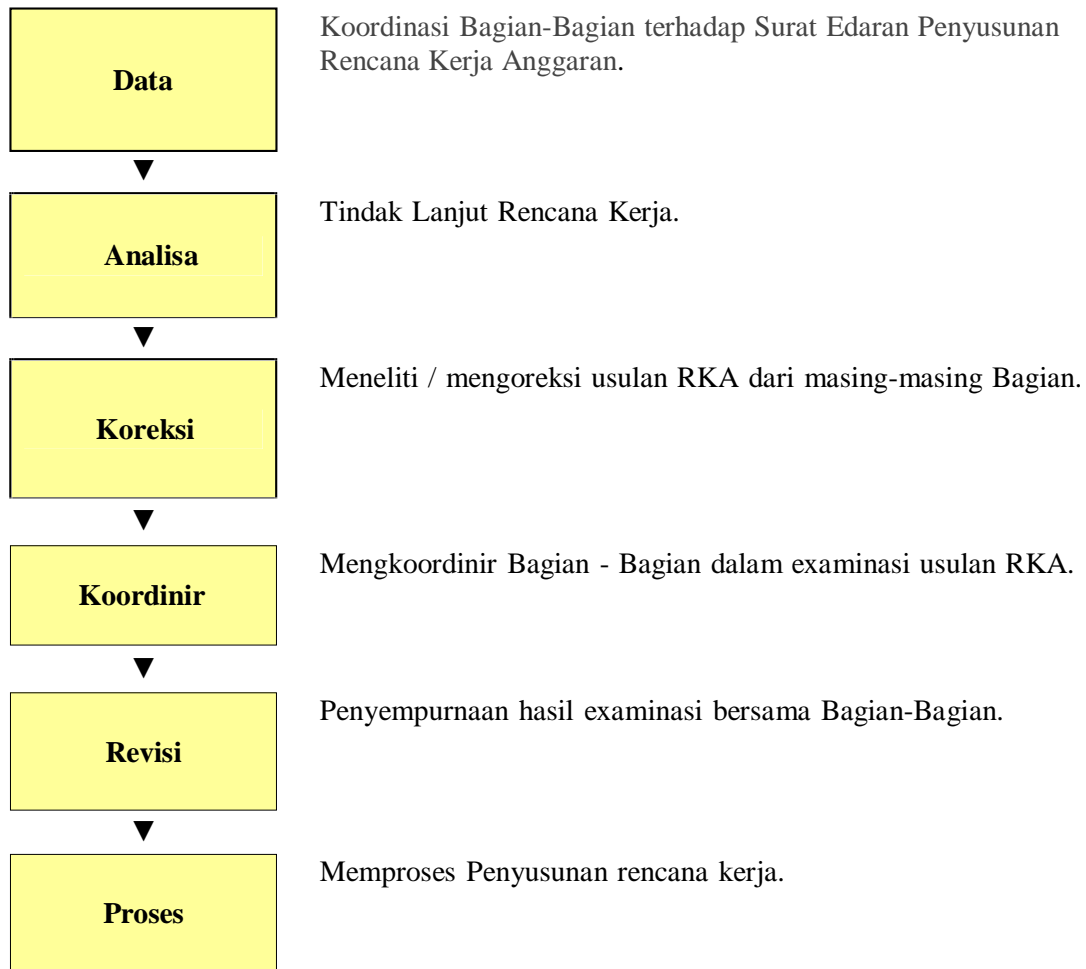 Koordinasi Bagian-Bagian terhadap Surat Edaran Penyusunan
Rencana Kerja Anggaran.
Data
Tindak Lanjut Rencana Kerja.
Analisa
Meneliti / mengoreksi usulan RKA dari masing-masing Bagian.
Koreksi
Mengkoordinir Bagian - Bagian dalam examinasi usulan RKA.
Koordinir
Penyempurnaan hasil examinasi bersama Bagian-Bagian.
Revisi
Memproses Penyusunan rencana kerja.
Proses